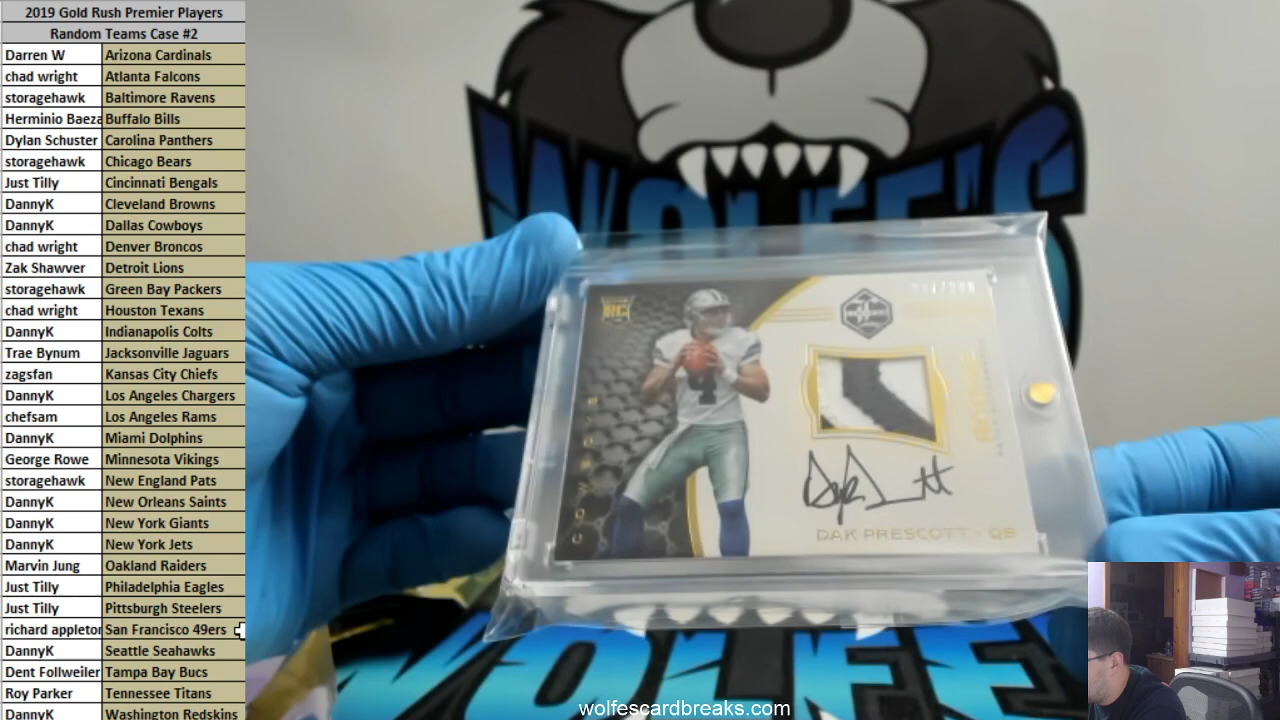 2019 Gold Rush Premier Players
Random Teams Case #2
Darren W Arizona Cardinals
chad wright Atlanta Falcons
storagehawk Baltimore Ravens
Herminio Baeza Buffalo Bills
Dylan Schuster Carolina Panthers
storagehawk Chicago Bears
Just Tilly Cincinnati Bengals
DannyK Cleveland Browns
DannyK Dallas Cowboys
chad wright Denver Broncos
Zak Shawver Detroit Lions
storagehawk Green Bay Packers
chad wright Houston Texans
DannyK Indianapolis Colts
Trae Bynum Jacksonville Jaguars
zagsfan Kansas City Chiefs
DannyK Los Angeles Chargers
chefsam Los Angeles Rams
DannyK Miami Dolphins
George Rowe Minnesota Vikings
storagehawk New England Pats
DannyK New Orleans Saints
DannyK New York Giants
DannyK New York Jets
Marvin Jung Oakland Raiders
Just Tilly Philadelphia Eagles
Just Tilly Pittsburgh Steelers
richard appleton San Francisco 49ers
DannyK Seattle Seahawks
Dent Follweiler Tampa Bay Bucs
Roy Parker Tennessee Titans
DannyK Washington Redskins
WOLFE'S
RC
4
COWBOYS
DAK PRESCOTT - QB
WOLFE
wolfescardbreaks.com